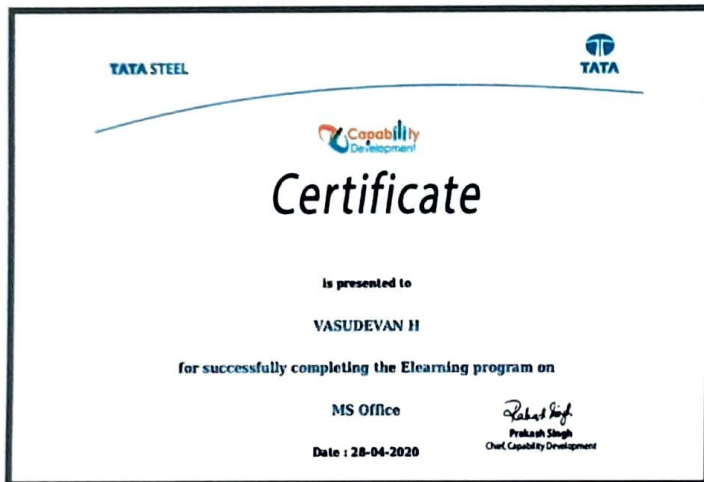 TATA STEEL
TATA
Capability
Development
Certificate
is presented to
VASUDEVAN H
for successfully completing the Elearning program on
MS Office
Date : 28-04-2020
Prakash Singh
Chief, Capability Development